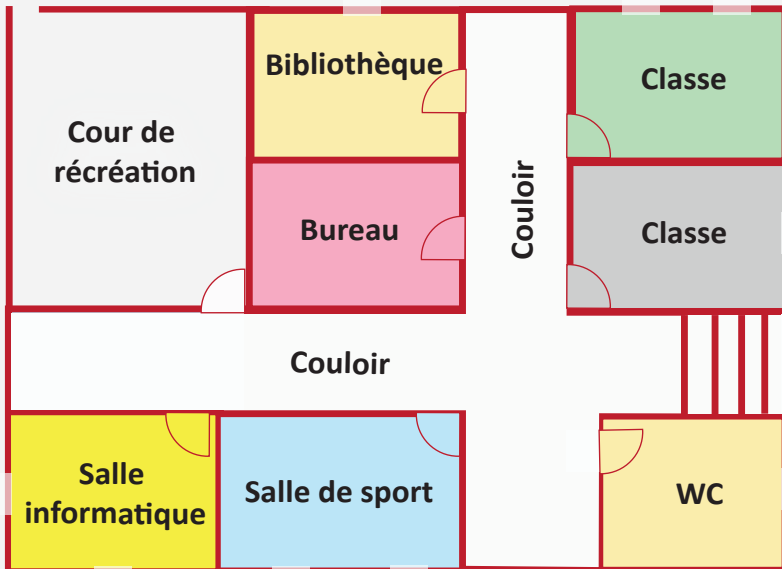 Bibliothèque
Classe
Cour de
récréation
Couloir
Bureau
Classe
Couloir
Salle
informatique
Salle de sport
WC